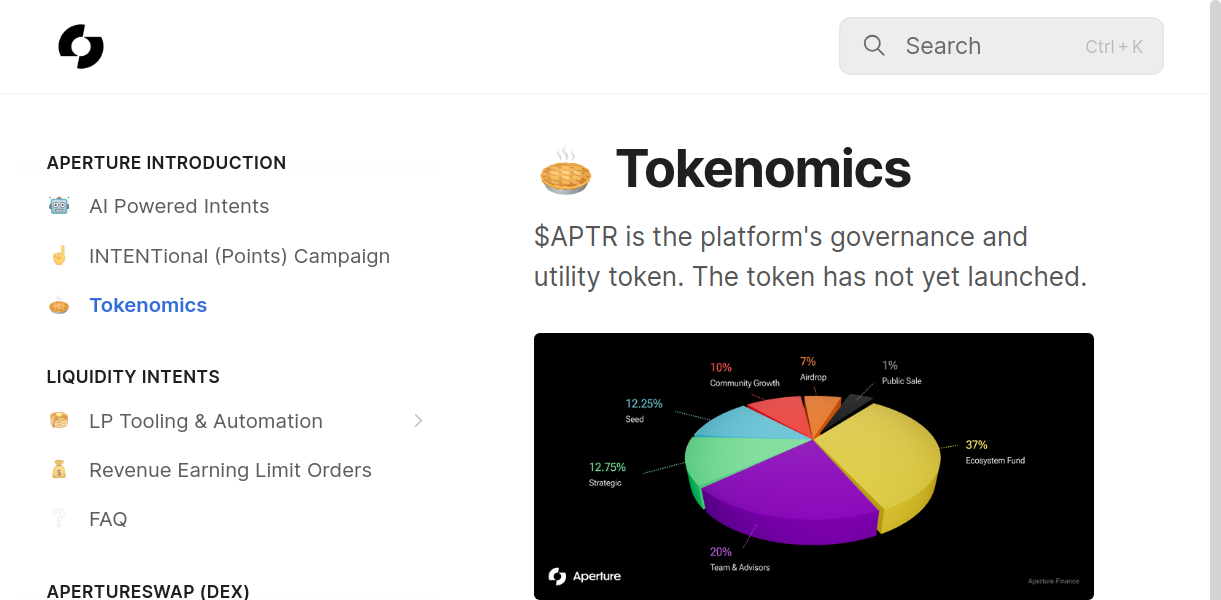 Search
Ctrl + K
APERTURE INTRODUCTION
AI Powered Intents
INTENTional (Points) Campaign
Tokenomics
LIQUIDITY INTENTS
LP Tooling & Automation
Revenue Earning Limit Orders
FAQ
APERTURESWAP (DEX)
Tokenomics
$APTR is the platform's governance and
utility token. The token has not yet launched.
10%
Community Growth
7%
Airdrop
1%
Public Sale
12.25%
Seed
37%
Ecosystem Fund
12.75%
Strategic
20%
Team & Advisors
Aperture
Aperture.Finance